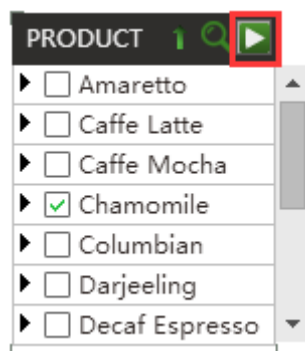 PRODUCT 1
Amaretto
Caffe Latte
Caffe Mocha
Chamomile
Columbian
Darjeeling
Decaf Espresso